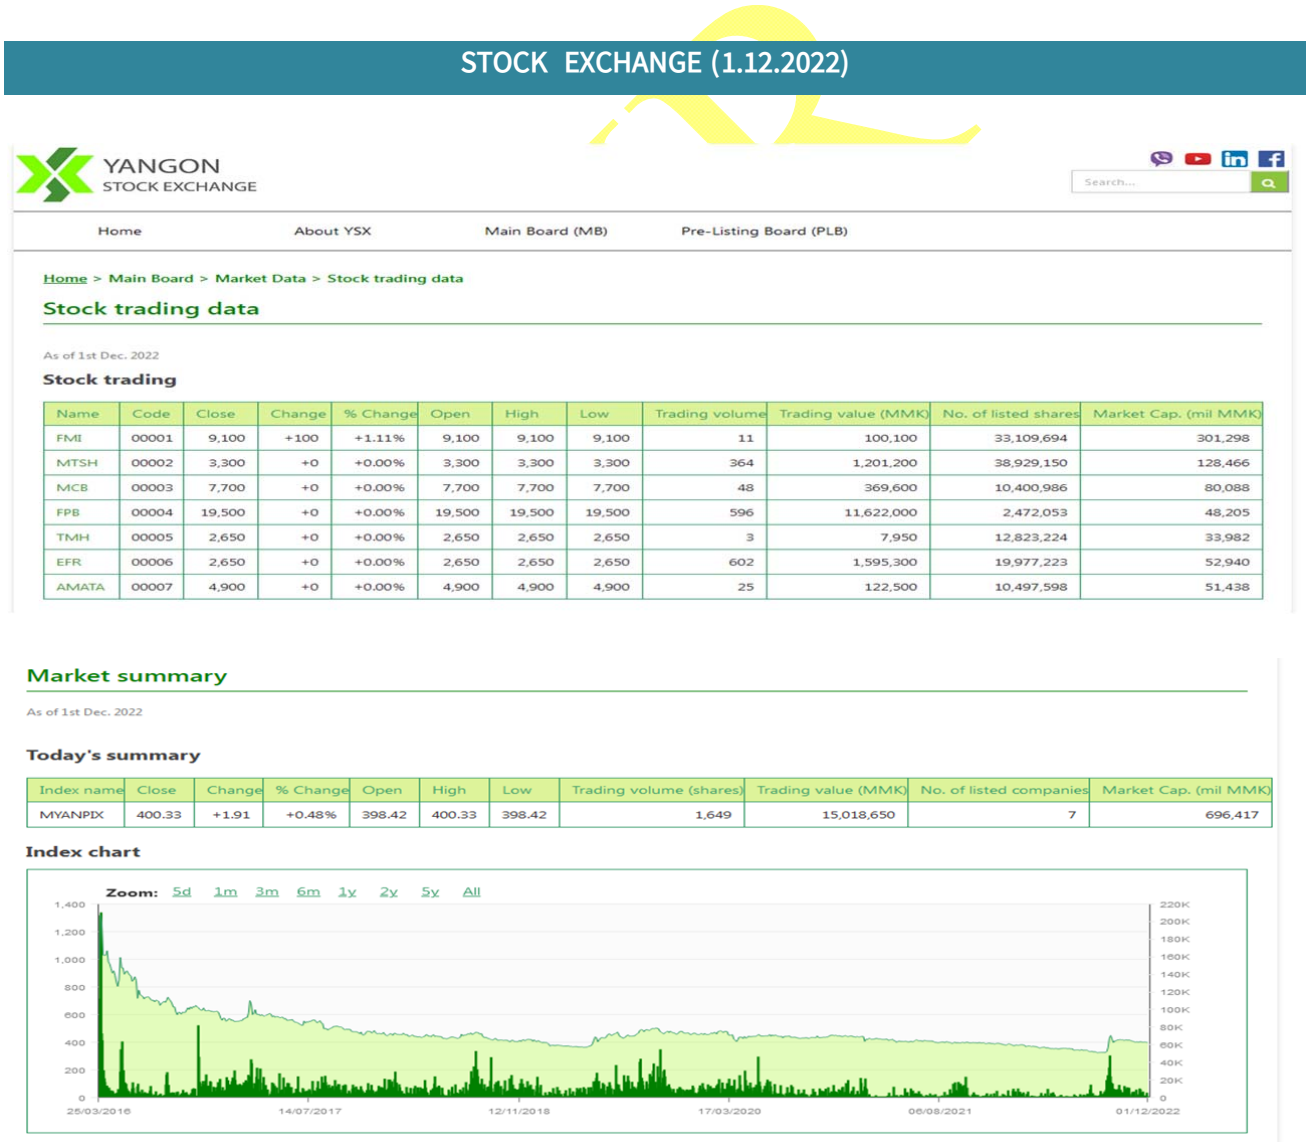 STOCK EXCHANGE (1.12.2022)
YANGON
STOCK EXCHANGE
Search...
Home About YSX Main Board (MB) Pre-Listing Board (PLB)
Home > Main Board > Market Data > Stock trading data
Stock trading data
As of 1st Dec. 2022
Stock trading
Name Code Close Change % Change Open High Low Trading volume Trading value (MMK) No. of listed shares Market Cap. (mil MMK)
FMI 00001 9,100 +100 +1.11% 9,100 9,100 9,100 11 100,100 33,109,694 301,298
MTSH 00002 3,300 +0 +0.00% 3,300 3,300 3,300 364 1,201,200 38,929,150 128,466
MCB 00003 7,700 +0 +0.00% 7,700 7,700 7,700 48 369,600 10,400,986 80,088
FPB 00004 19,500 +0 +0.00% 19,500 19,500 19,500 596 11,622,000 2,472,053 48,205
TMH 00005 2,650 +0 +0.00% 2,650 2,650 2,650 3 7,950 12,823,224 33,982
EFR 00006 2,650 +0 +0.00% 2,650 2,650 2,650 602 1,595,300 19,977,223 52,940
AMATA 00007 4,900 +0 +0.00% 4,900 4,900 4,900 25 122,500 10,497,598 51,438
Market summary
As of 1st Dec. 2022
Today's summary
Index name Close Change % Change Open High Low Trading volume (shares) Trading value (MMK) No. of listed companies Market Cap. (mil MMK)
MYANPIX 400.33 +1.91 +0.48% 398.42 400.33 398.42 1,649 15,018,650 7 696,417
Index chart
Zoom: 5d 1m 3m 6m 1y 2y 5y All
1,400 220K
1,200 200K
180K
1,000 160K
140K
800 120K
600 100K
80K
400 60K
40K
200 20K
0 0
25/03/2016 14/07/2017 12/11/2018 17/03/2020 06/08/2021 01/12/2022